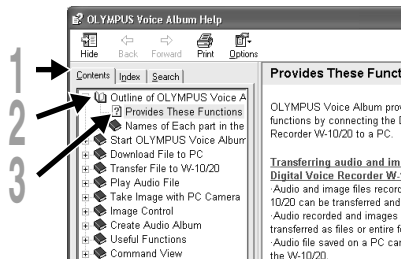 OLYMPUS Voice Album Help
Hide Back Forward Print Options
1
Contents Index Search
2
Outline of OLYMPUS Voice A
Provides These Functions
3
Names of Each part in the
Start OLYMPUS Voice Album
Download File to PC
Transfer File to W-10/20
Play Audio File
Take Image with PC Camera
Image Control
Create Audio Album
Useful Functions
Command View
Provides These Funct
OLYMPUS Voice Album prov
functions by connecting the D
Recorder W-10/20 to a PC.
Transferring audio and im
Digital Voice Recorder W-
·Audio and image files record
10/20 can be transferred and
·Audio recorded and images
transferred as files or entire f
·Audio file saved on a PC car
the W-10/20.